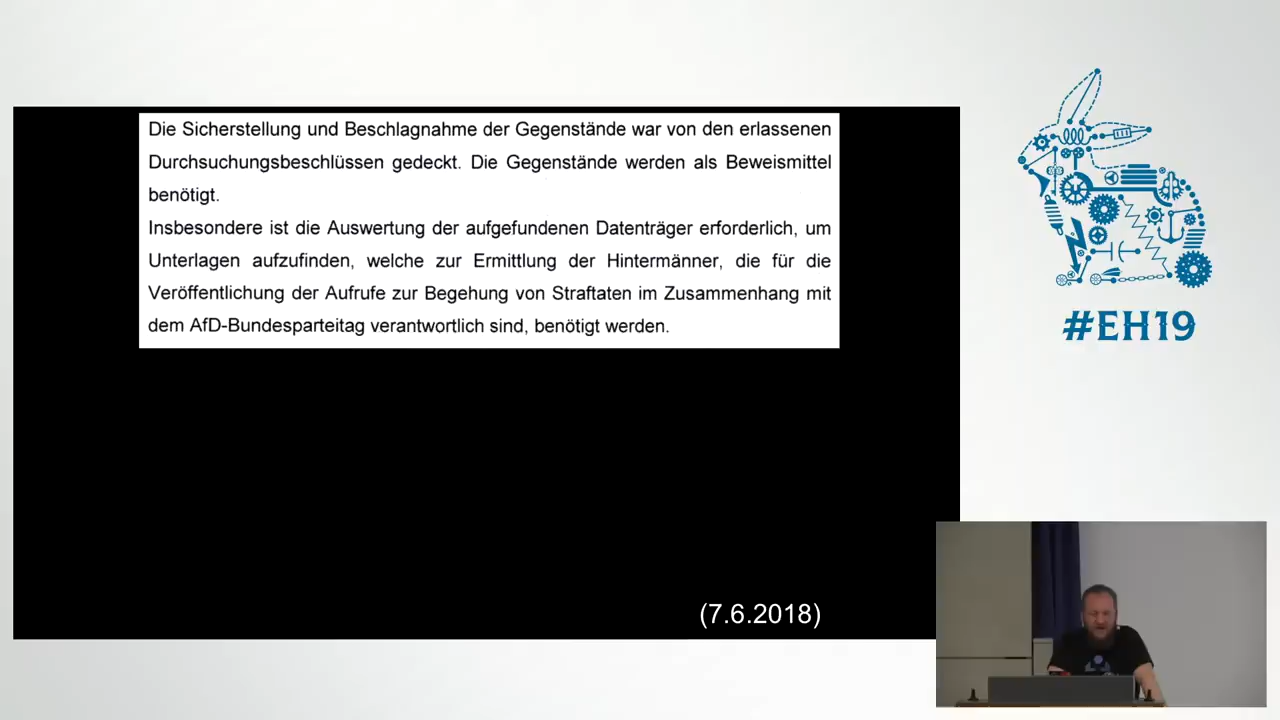 Die Sicherstellung und Beschlagnahme der Gegenstände war von den erlassenen
Durchsuchungsbeschlüssen gedeckt. Die Gegenstände werden als Beweismittel
benötigt.
Insbesondere ist die Auswertung der aufgefundenen Datenträger erforderlich, um
Unterlagen aufzufinden, welche zur Ermittlung der Hintermänner, die für die
Veröffentlichung der Aufrufe zur Begehung von Straftaten im Zusammenhang mit
dem AfD-Bundesparteitag verantwortlich sind, benötigt werden.
(7.6.2018)
#EH19